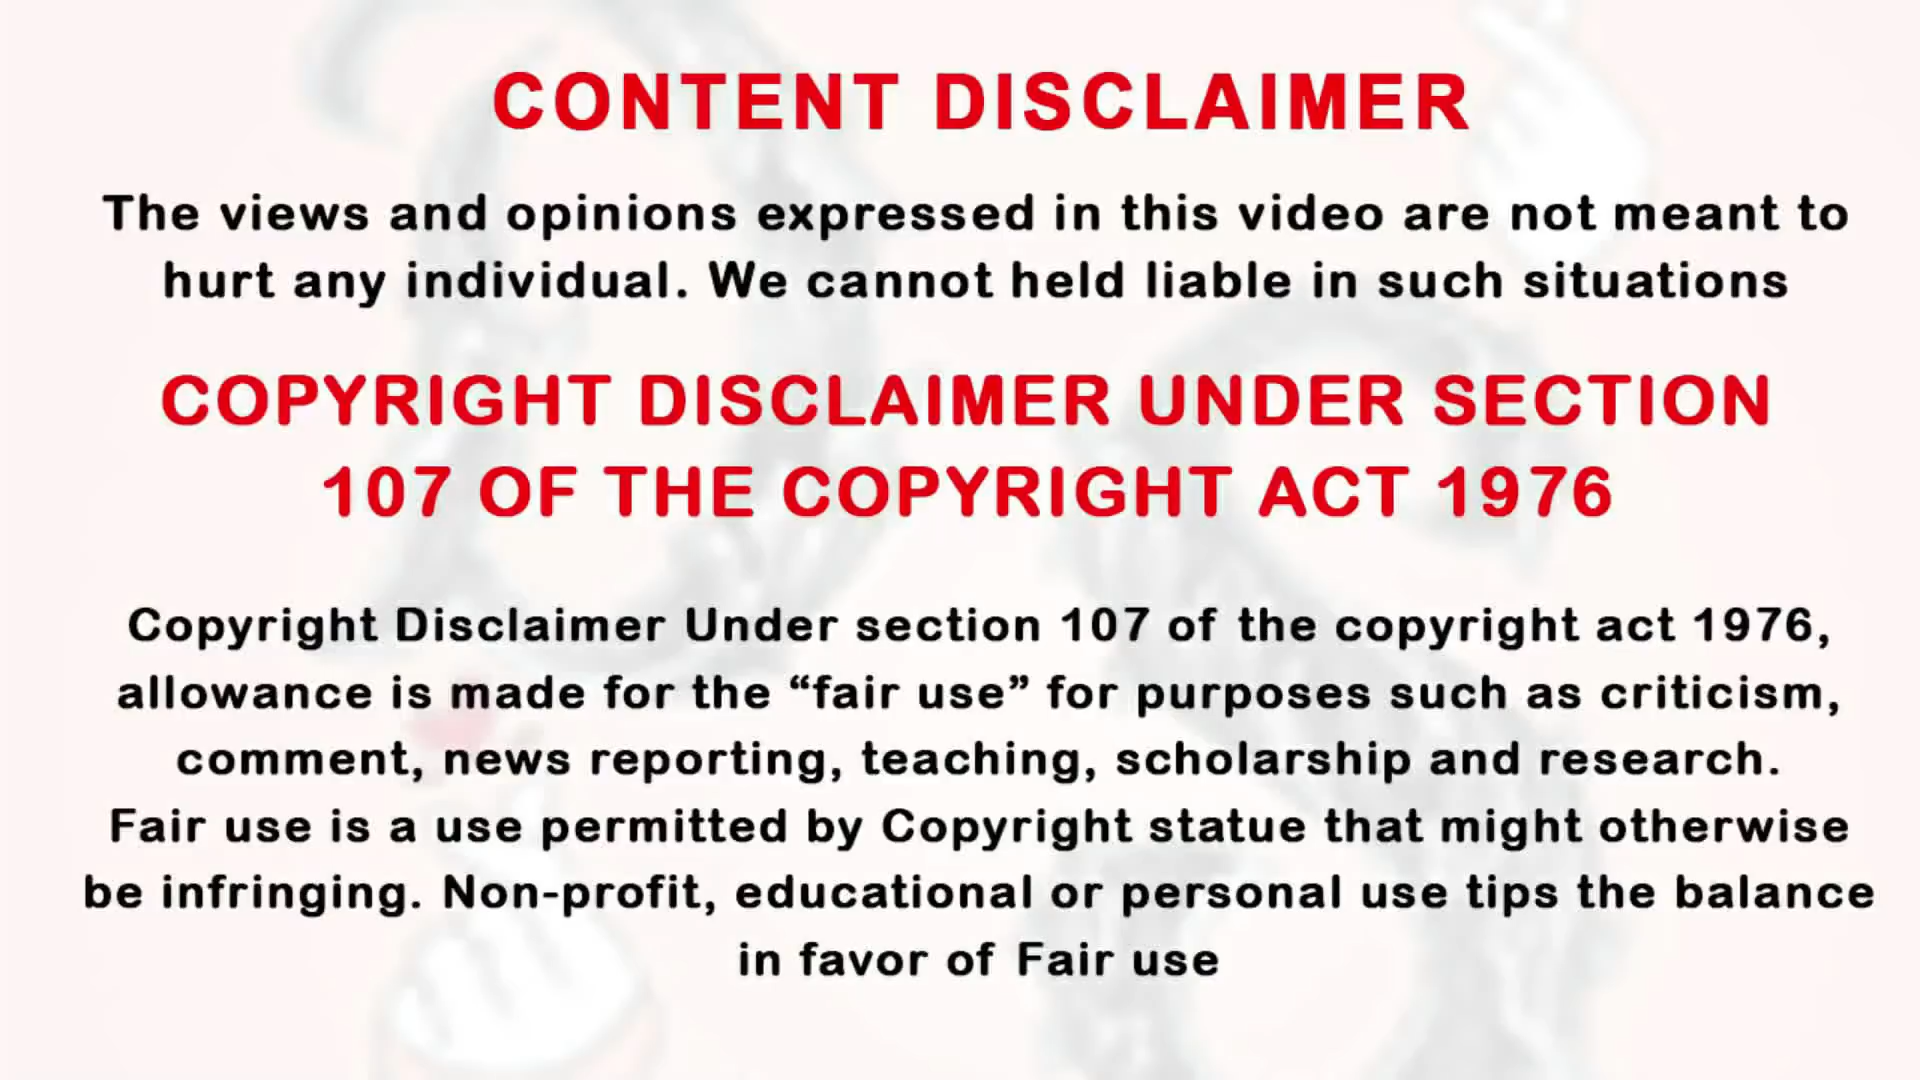 CONTENT DISCLAIMER
The views and opinions expressed in this video are not meant to
hurt any individual. We cannot held liable in such situations
COPYRIGHT DISCLAIMER UNDER SECTION
107 OF THE COPYRIGHT ACT 1976
Copyright Disclaimer Under section 107 of the copyright act 1976,
allowance is made for the “fair use” for purposes such as criticism,
comment, news reporting, teaching, scholarship and research.
Fair use is a use permitted by Copyright statue that might otherwise
be infringing. Non-profit, educational or personal use tips the balance
in favor of Fair use